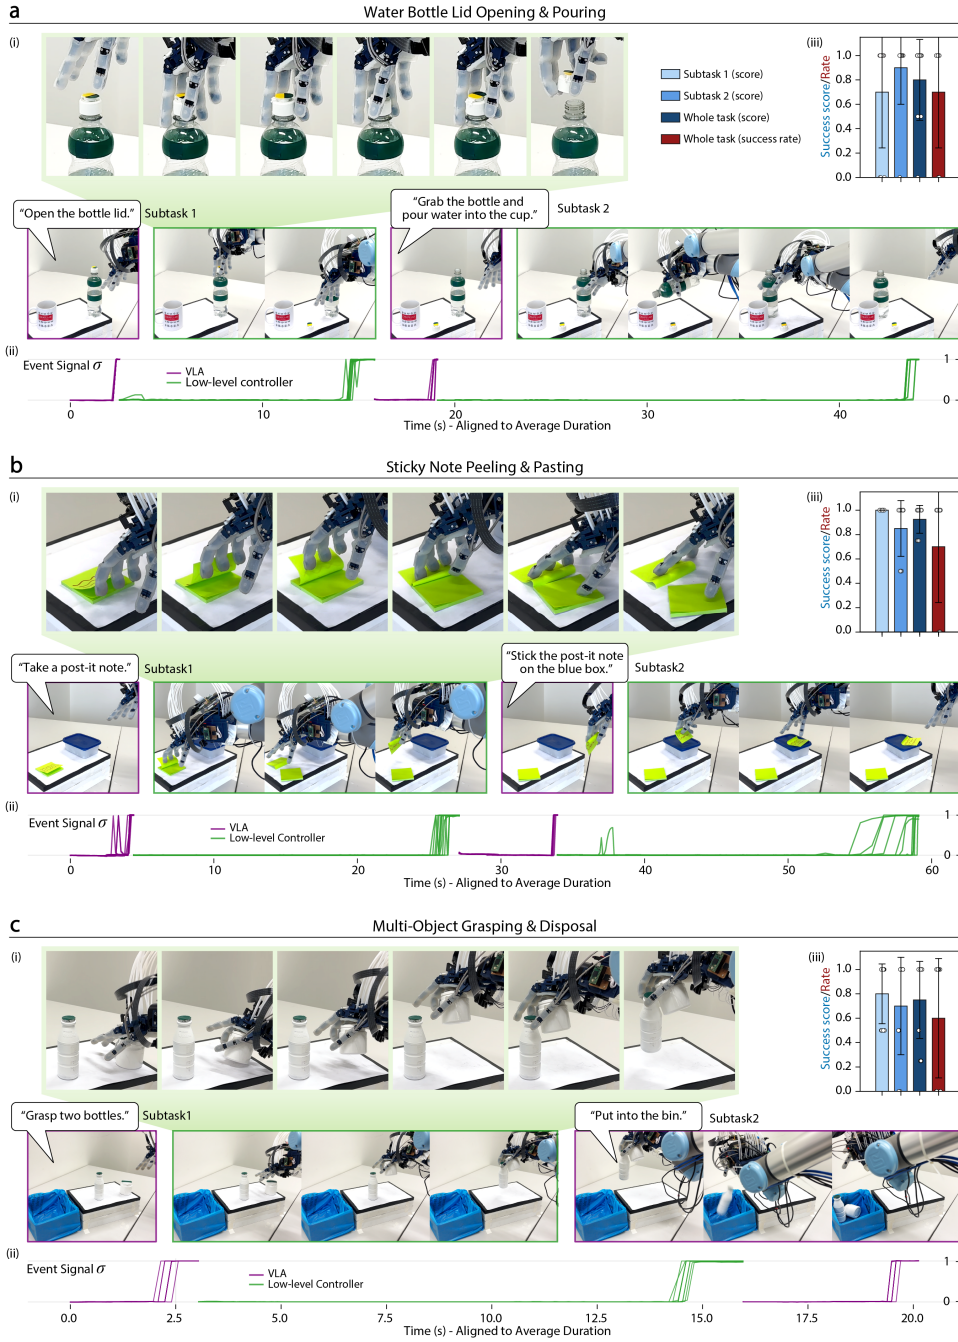 a
Water Bottle Lid Opening & Pouring
(i)
(iii)
Subtask 1 (score)
Subtask 2 (score)
Whole task (score)
Whole task (success rate)
Success score/Rate
1.0
0.8
0.6
0.4
0.2
0.0
“Open the bottle lid.”
Subtask 1
“Grab the bottle and
pour water into the cup.”
Subtask 2
(ii)
Event Signal σ
VLA
Low-level controller
1
0
0 10 20 30 40
Time (s) - Aligned to Average Duration
b
Sticky Note Peeling & Pasting
(i)
(iii)
Success score/Rate
1.0
0.8
0.6
0.4
0.2
0.0
“Take a post-it note.”
Subtask1
“Stick the post-it note
on the blue box.”
Subtask2
(ii)
Event Signal σ
VLA
Low-level Controller
1
0
0 10 20 30 40 50 60
Time (s) - Aligned to Average Duration
c
Multi-Object Grasping & Disposal
(i)
(iii)
Success score/Rate
1.0
0.8
0.6
0.4
0.2
0.0
“Grasp two bottles.”
Subtask1
“Put into the bin.”
Subtask2
(ii)
Event Signal σ
VLA
Low-level Controller
1
0
0.0 2.5 5.0 7.5 10.0 12.5 15.0 17.5 20.0
Time (s) - Aligned to Average Duration